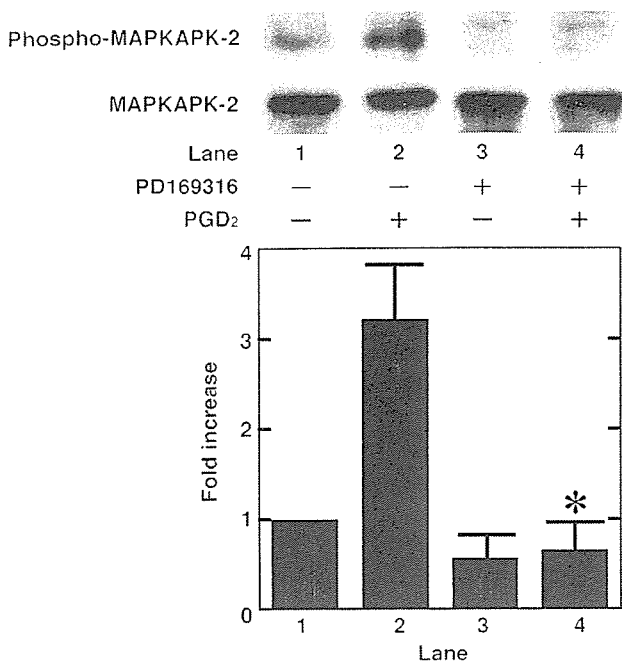 Phospho-MAPKAPK-2
MAPKAPK-2
Lane 1 2 3 4
PD169316 − − + +
PGD₂ − + − +
4
3
2
1
0
Fold increase
*
1 2 3 4
Lane